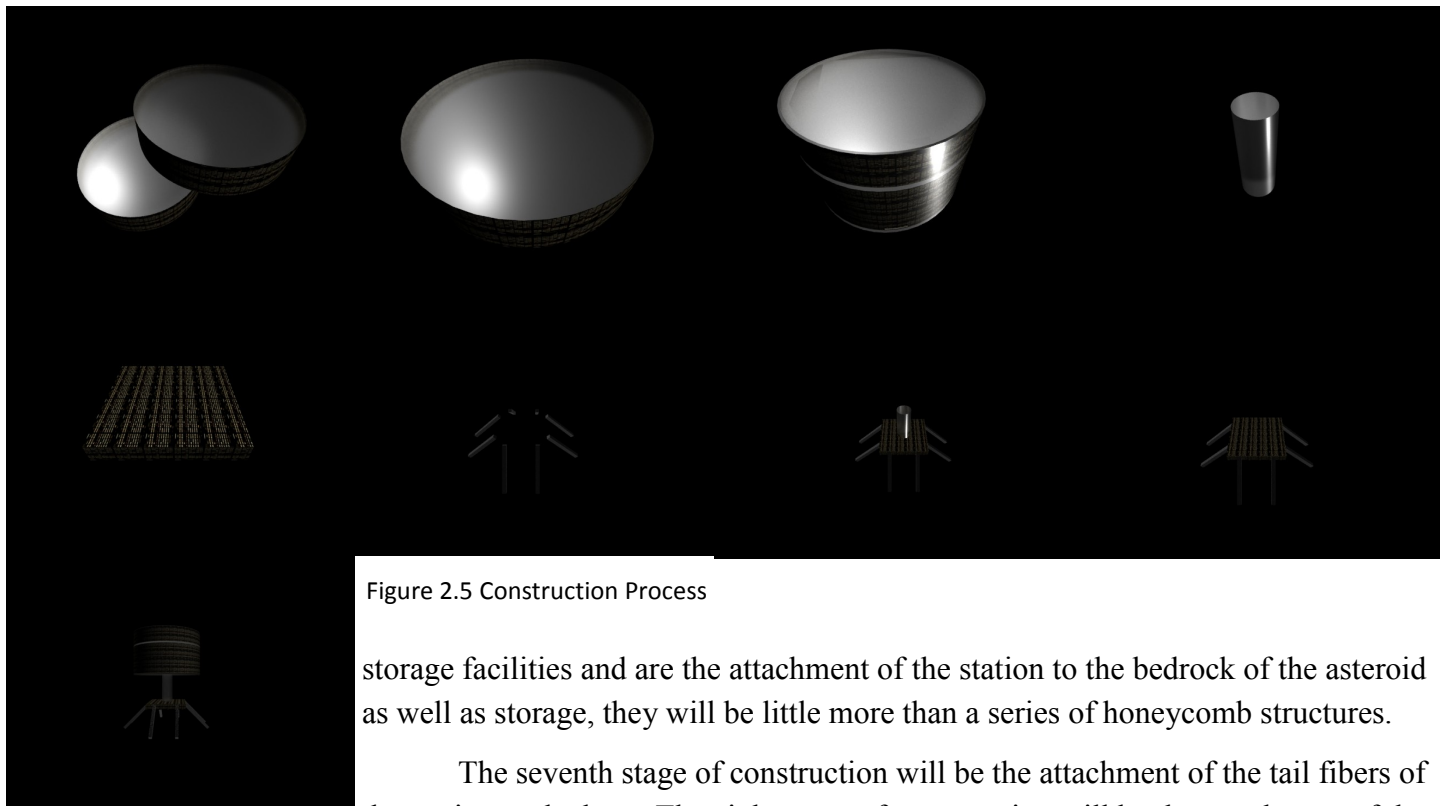 Figure 2.5 Construction Process
storage facilities and are the attachment of the station to the bedrock of the asteroid
as well as storage, they will be little more than a series of honeycomb structures.
The seventh stage of construction will be the attachment of the tail fibers of